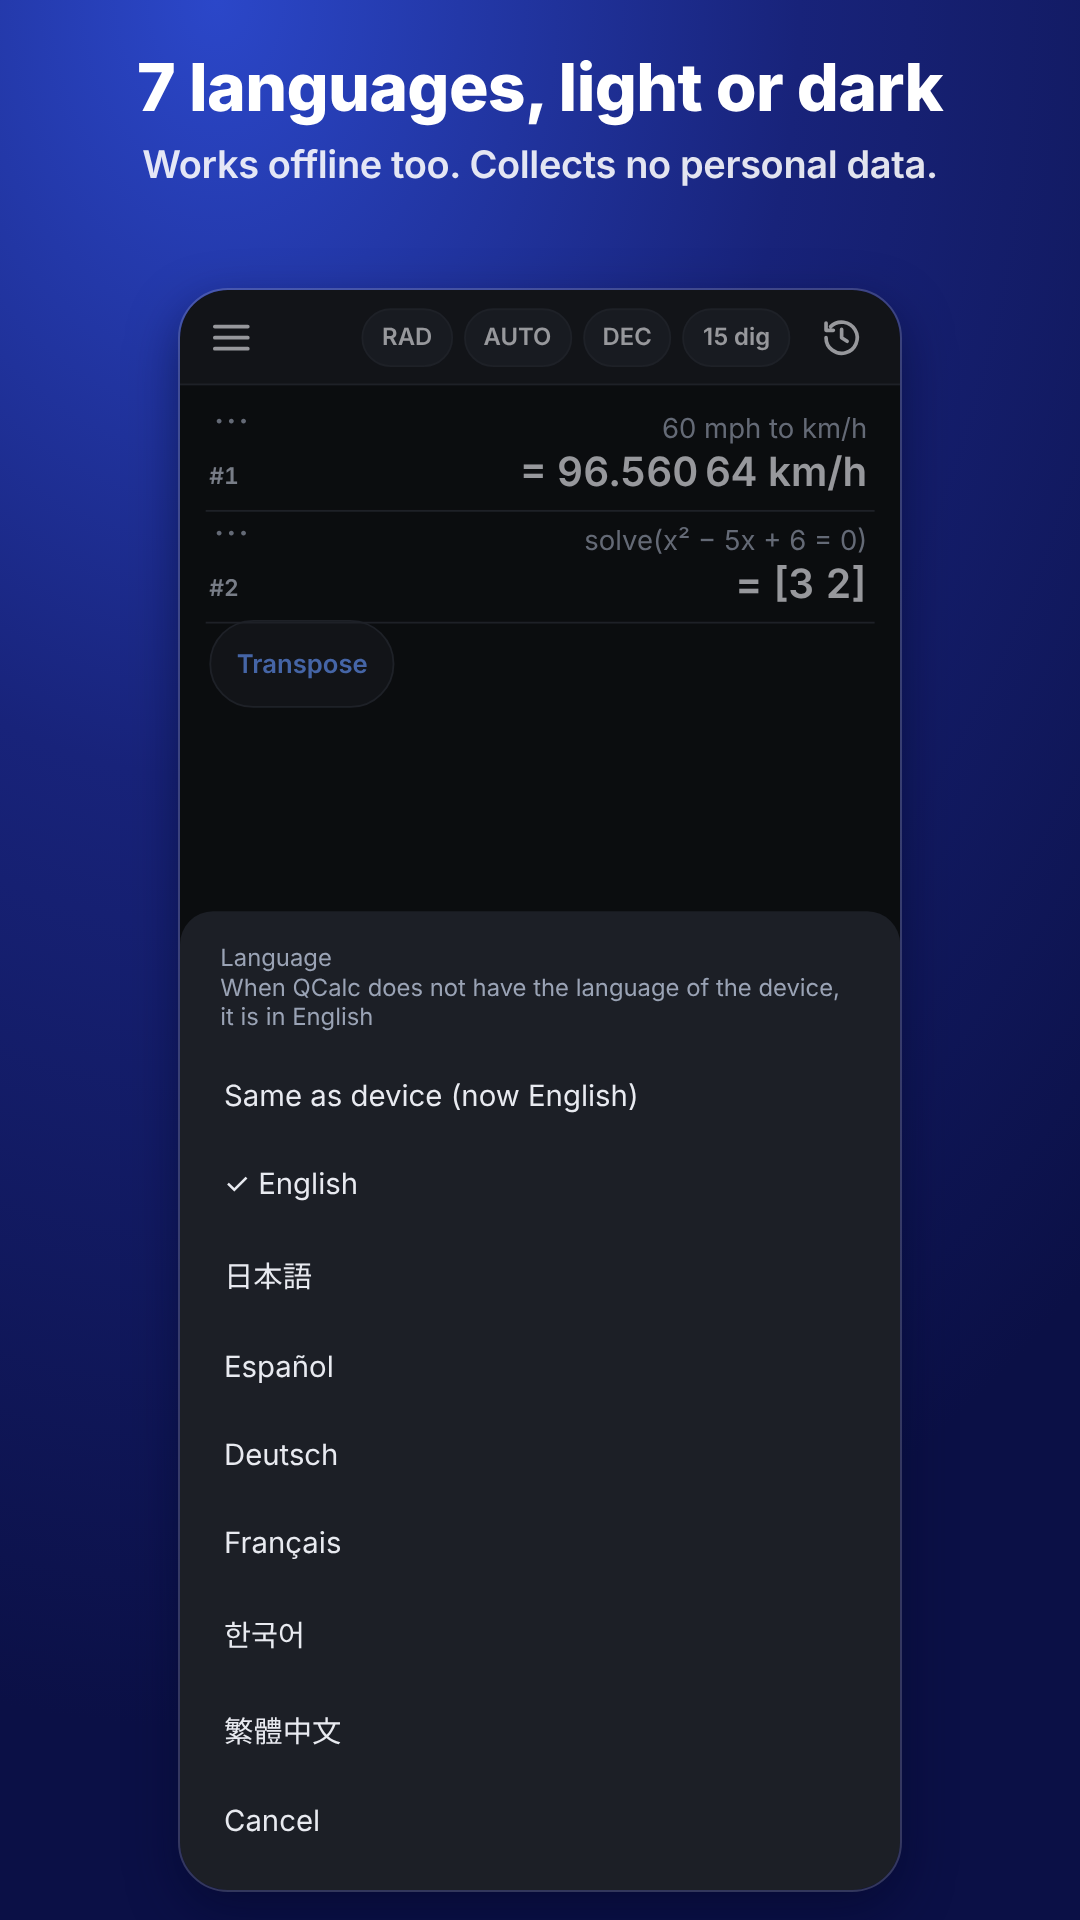 7 languages, light or dark
Works offline too. Collects no personal data.
RAD AUTO DEC 15 dig
... 60 mph to km/h
#1 = 96.560 64 km/h
... solve(x² − 5x + 6 = 0)
#2 = [3 2]
Transpose
Language
When QCalc does not have the language of the device,
it is in English
Same as device (now English)
✓ English
日本語
Español
Deutsch
Français
한국어
繁體中文
Cancel